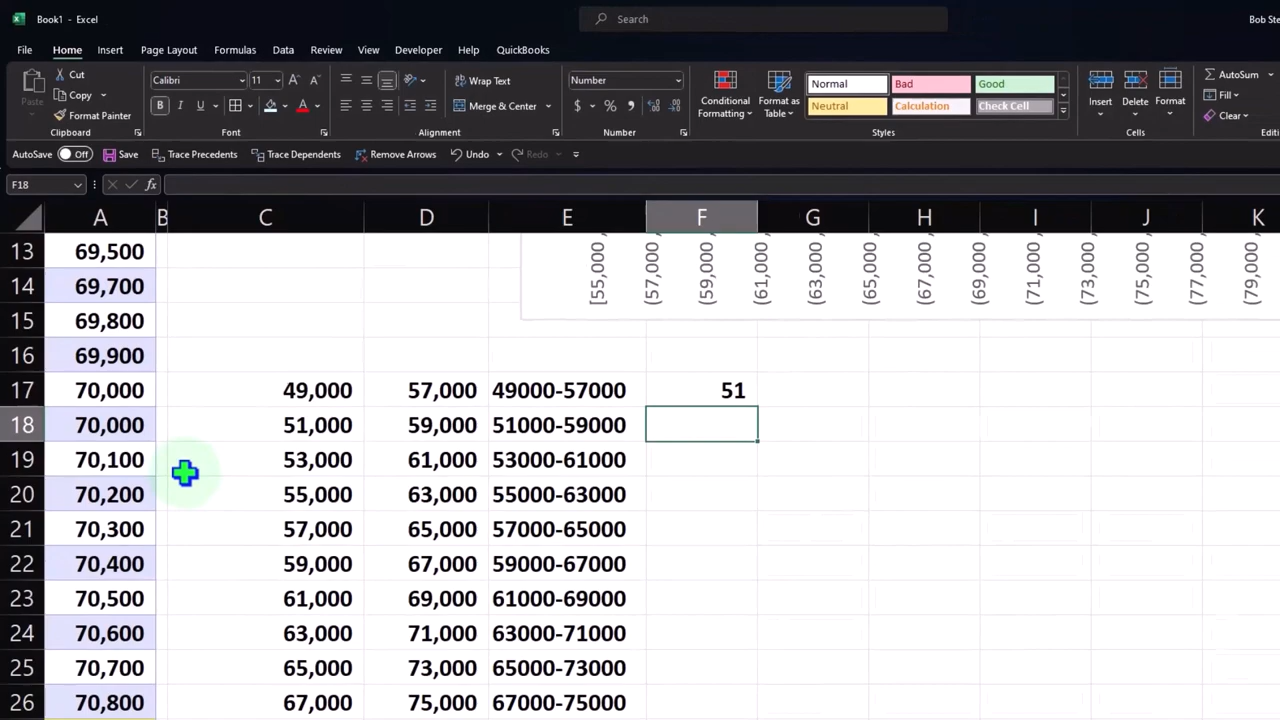 Book1 - Excel
Search
Bob Ste
File Home Insert Page Layout Formulas Data Review View Developer Help QuickBooks
Paste
Cut
Copy
Format Painter
Clipboard
Calibri 11
B I U
Font
Wrap Text
Merge & Center
Alignment
Number
$ % 9
Number
Conditional Formatting
Format as Table
Normal Bad Good
Neutral Calculation Check Cell
Styles
Insert Delete Format
Cells
AutoSum
Fill
Clear
Editi
AutoSave Off Save Trace Precedents Trace Dependents Remove Arrows Undo Redo
F18 fx
A B C D E F G H I J K
[55,000, (57,000, (59,000, (61,000, (63,000, (65,000, (67,000, (69,000, (71,000, (73,000, (75,000, (77,000, (79,000,
13 69,500
14 69,700
15 69,800
16 69,900
17 70,000 49,000 57,000 49000-57000 51
18 70,000 51,000 59,000 51000-59000
19 70,100 53,000 61,000 53000-61000
20 70,200 55,000 63,000 55000-63000
21 70,300 57,000 65,000 57000-65000
22 70,400 59,000 67,000 59000-67000
23 70,500 61,000 69,000 61000-69000
24 70,600 63,000 71,000 63000-71000
25 70,700 65,000 73,000 65000-73000
26 70,800 67,000 75,000 67000-75000